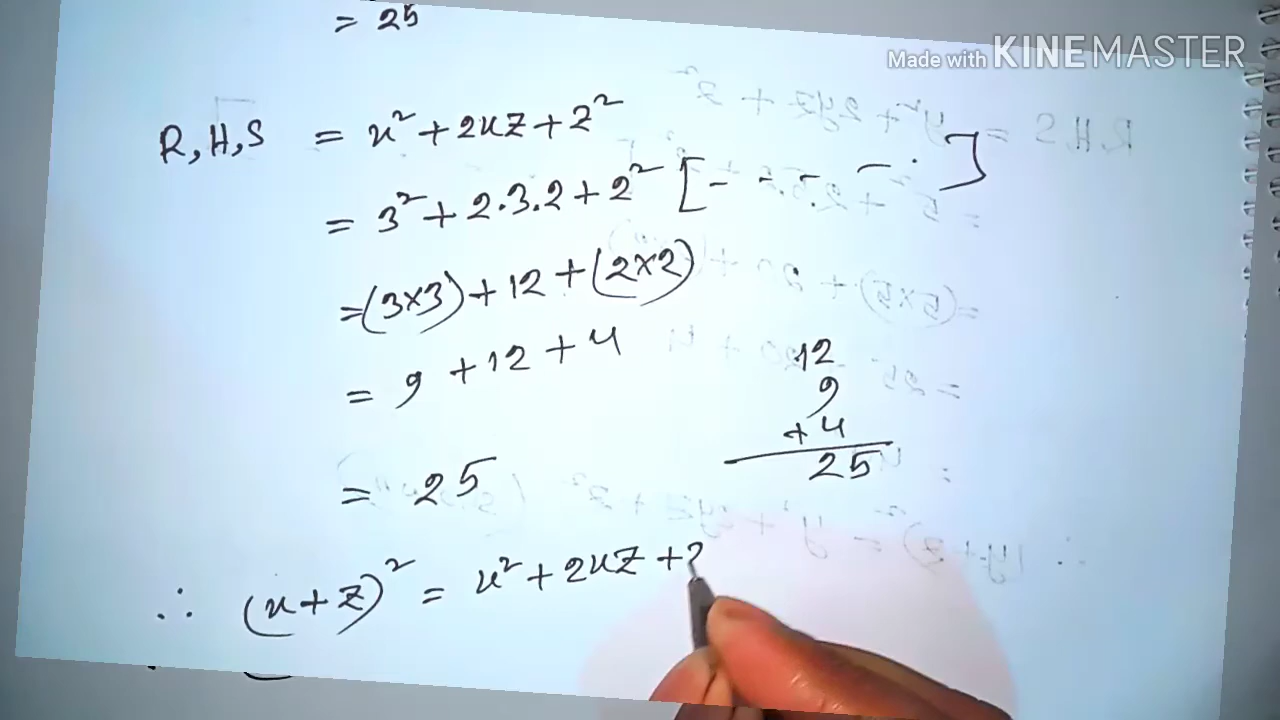 = 25
Made with KINEMASTER
R,H,S = x² + 2xz + z²
= 3² + 2·3·2 + 2² [- - - - ·]
= (3×3) + 12 + (2×2)
= 9 + 12 + 4
12
9
+ 4
25
= 25
∴ (x+z)² = x² + 2xz + z